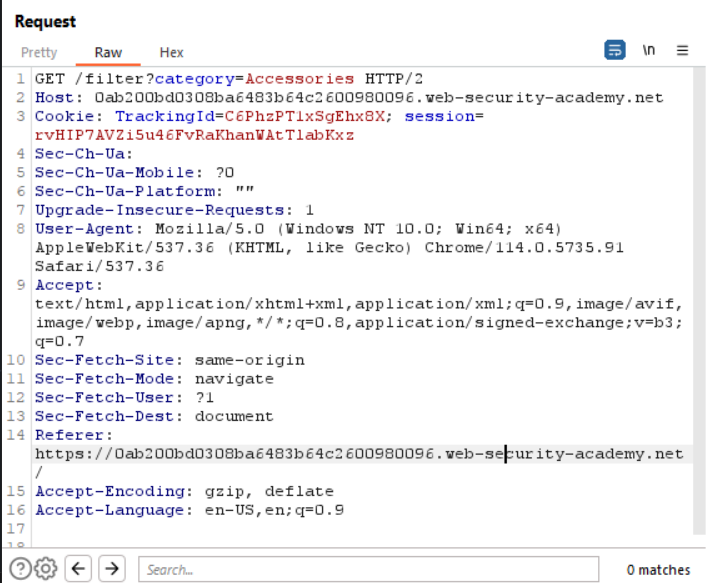 Request
Pretty Raw Hex \n
1 GET /filter?category=Accessories HTTP/2
2 Host: 0ab200bd0308ba6483b64c2600980096.web-security-academy.net
3 Cookie: TrackingId=C6PhzPT1xSgEhx8X; session=
rvHIP7AVZi5u46FvRaKhanWAtTlabKxz
4 Sec-Ch-Ua:
5 Sec-Ch-Ua-Mobile: ?0
6 Sec-Ch-Ua-Platform: ""
7 Upgrade-Insecure-Requests: 1
8 User-Agent: Mozilla/5.0 (Windows NT 10.0; Win64; x64)
AppleWebKit/537.36 (KHTML, like Gecko) Chrome/114.0.5735.91
Safari/537.36
9 Accept:
text/html,application/xhtml+xml,application/xml;q=0.9,image/avif,
image/webp,image/apng,*/*;q=0.8,application/signed-exchange;v=b3;
q=0.7
10 Sec-Fetch-Site: same-origin
11 Sec-Fetch-Mode: navigate
12 Sec-Fetch-User: ?1
13 Sec-Fetch-Dest: document
14 Referer:
https://0ab200bd0308ba6483b64c2600980096.web-security-academy.net
/
15 Accept-Encoding: gzip, deflate
16 Accept-Language: en-US,en;q=0.9
17
18
Search... 0 matches